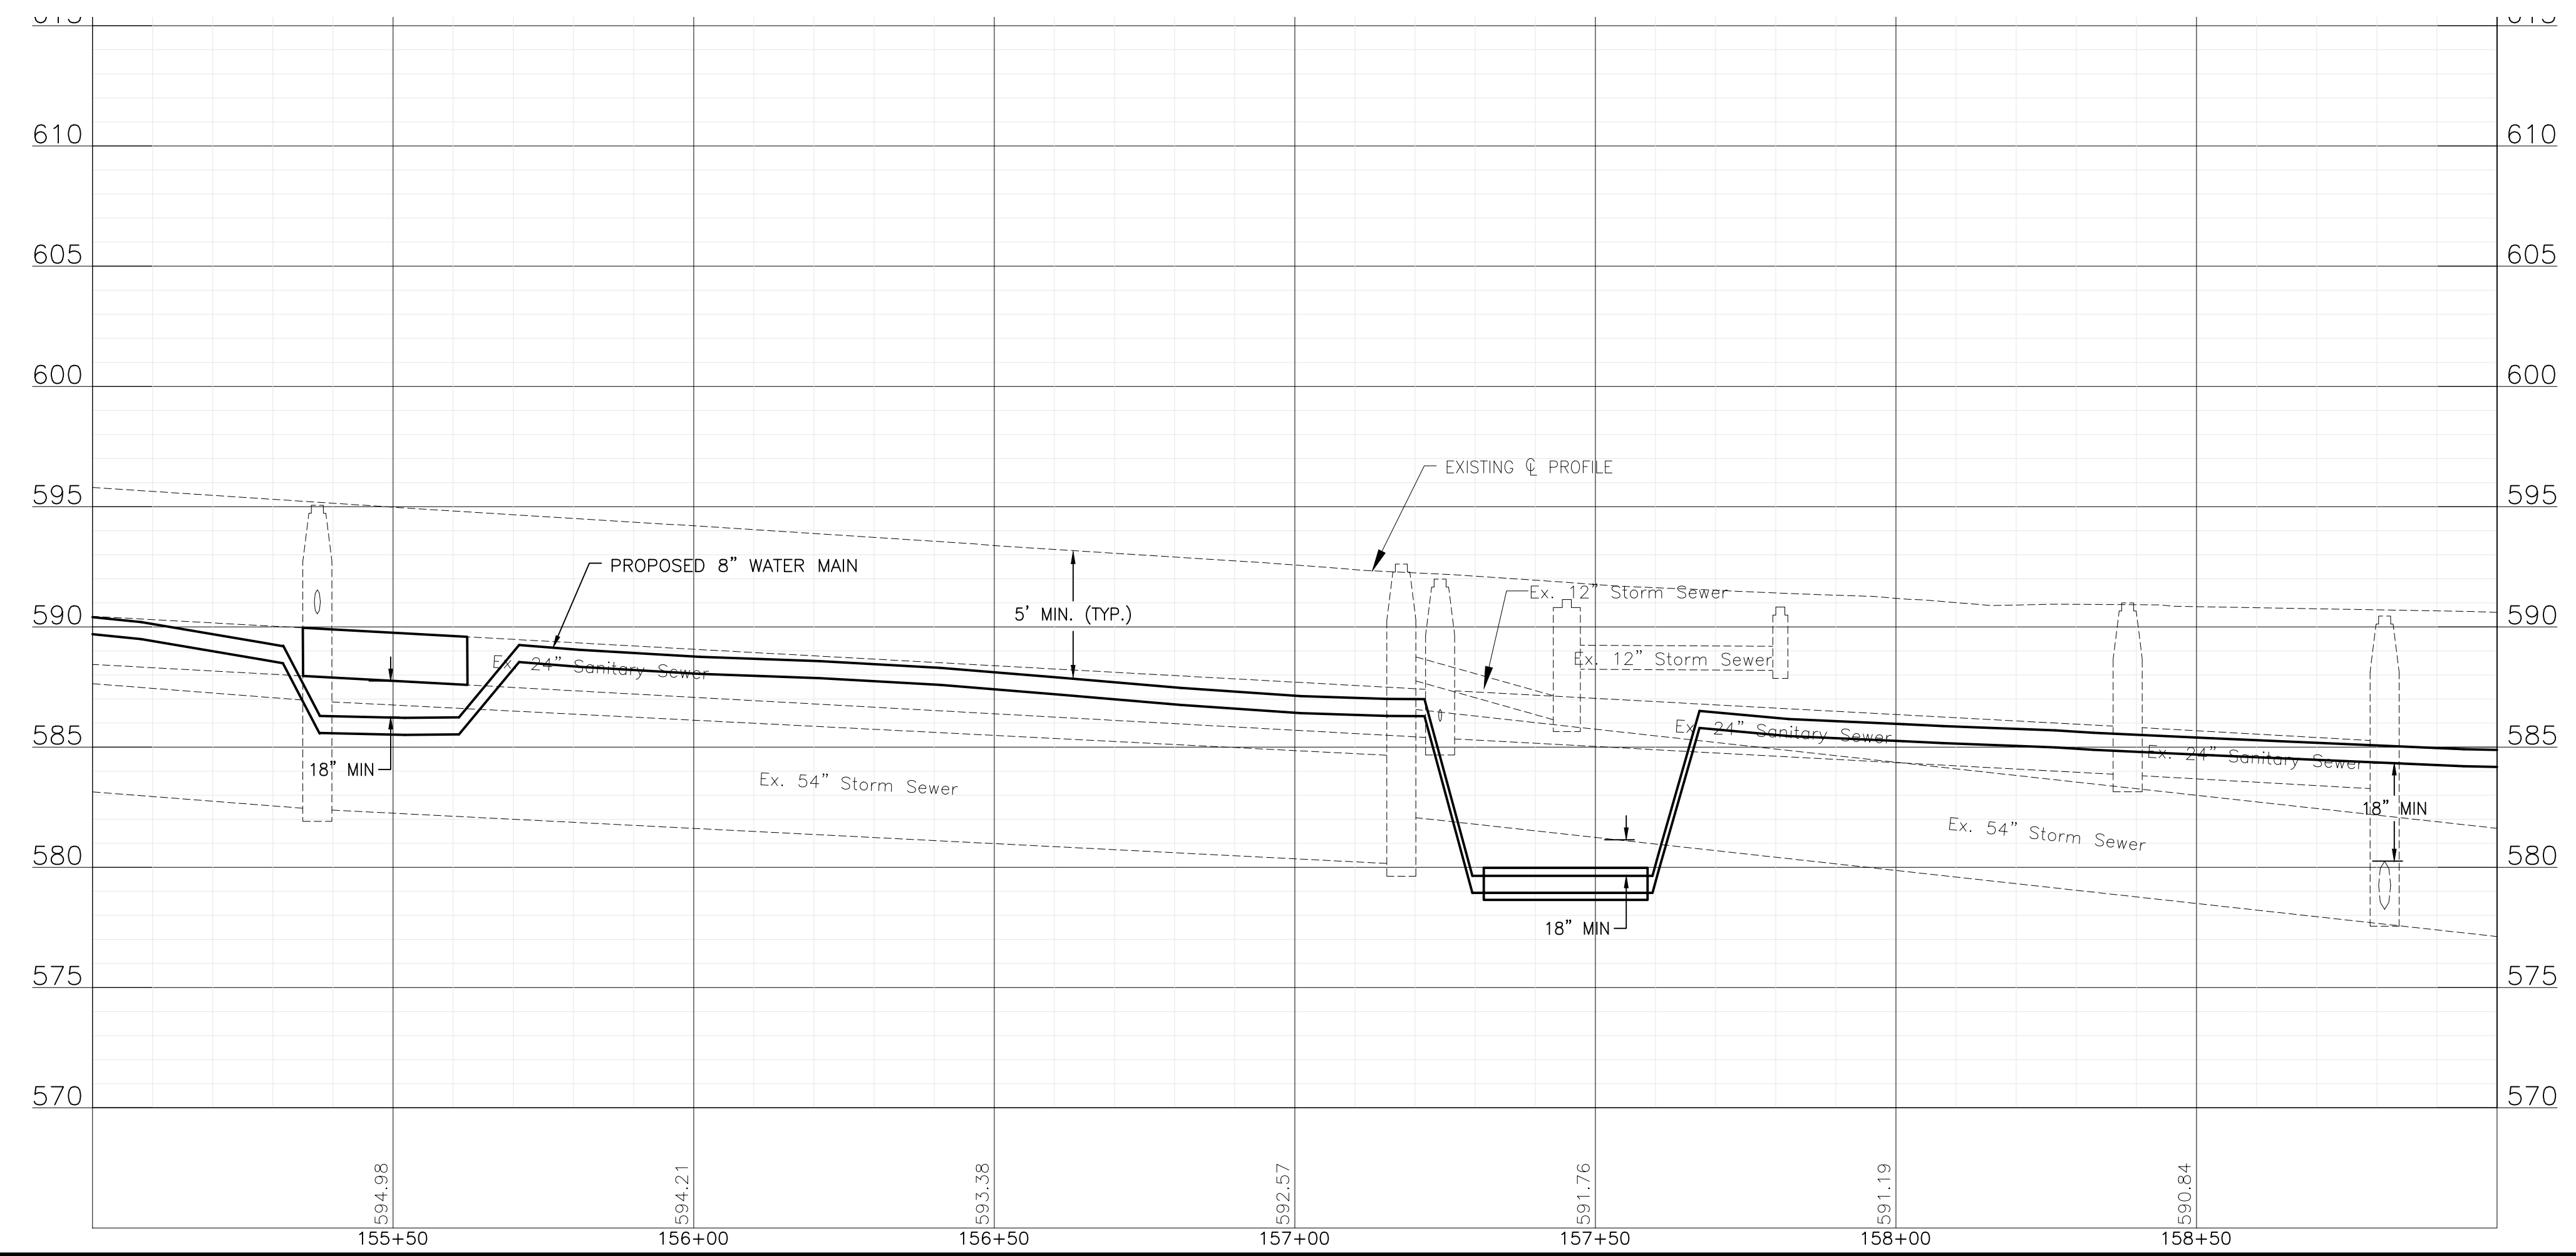 615 615
610 610
605 605
600 600
595 595
EXISTING ℄ PROFILE
PROPOSED 8" WATER MAIN
5' MIN. (TYP.)
Ex. 12" Storm Sewer
590 590
Ex. 24" Sanitary Sewer
Ex. 12" Storm Sewer
585 585
Ex. 24" Sanitary Sewer
Ex. 24" Sanitary Sewer
18" MIN
Ex. 54" Storm Sewer
18" MIN
Ex. 54" Storm Sewer
580 580
18" MIN
575 575
570 570
594.98 594.21 593.38 592.57 591.76 591.19 590.84
155+50 156+00 156+50 157+00 157+50 158+00 158+50